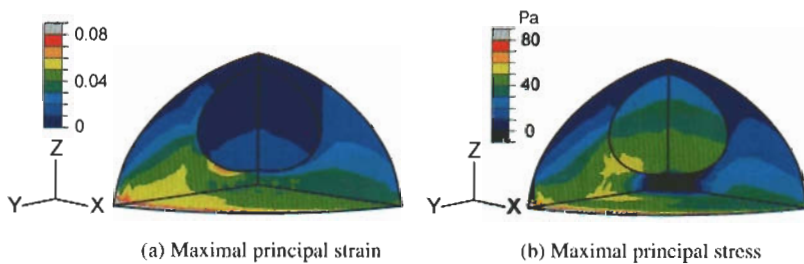 0.08
0.04
0
Z
Y
X
(a) Maximal principal strain
Pa
80
40
0
Z
Y
X
(b) Maximal principal stress